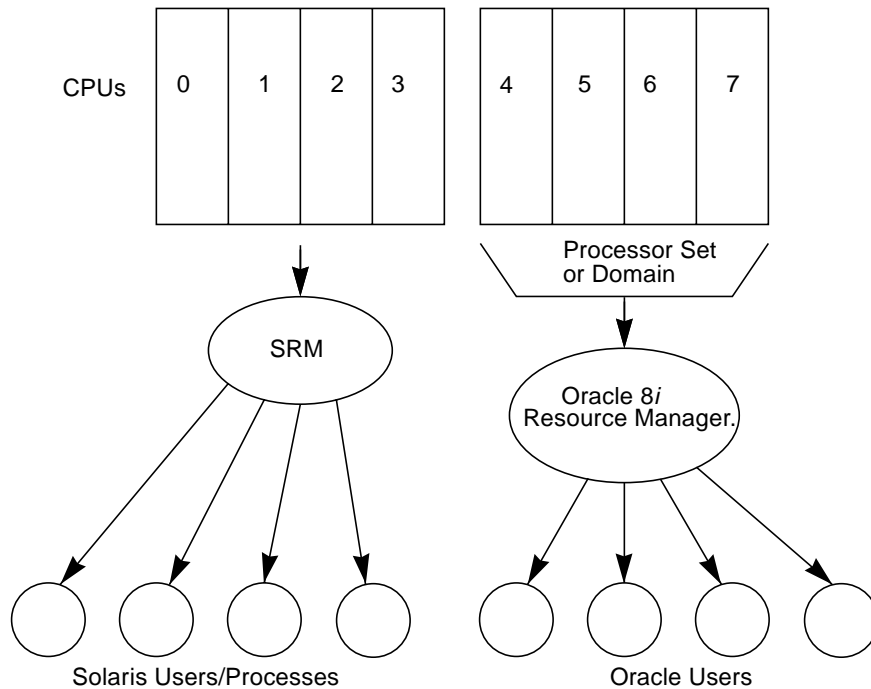 CPUs 0 1 2 3 4 5 6 7
Processor Set
or Domain
SRM
Oracle 8i
Resource Manager.
Solaris Users/Processes
Oracle Users